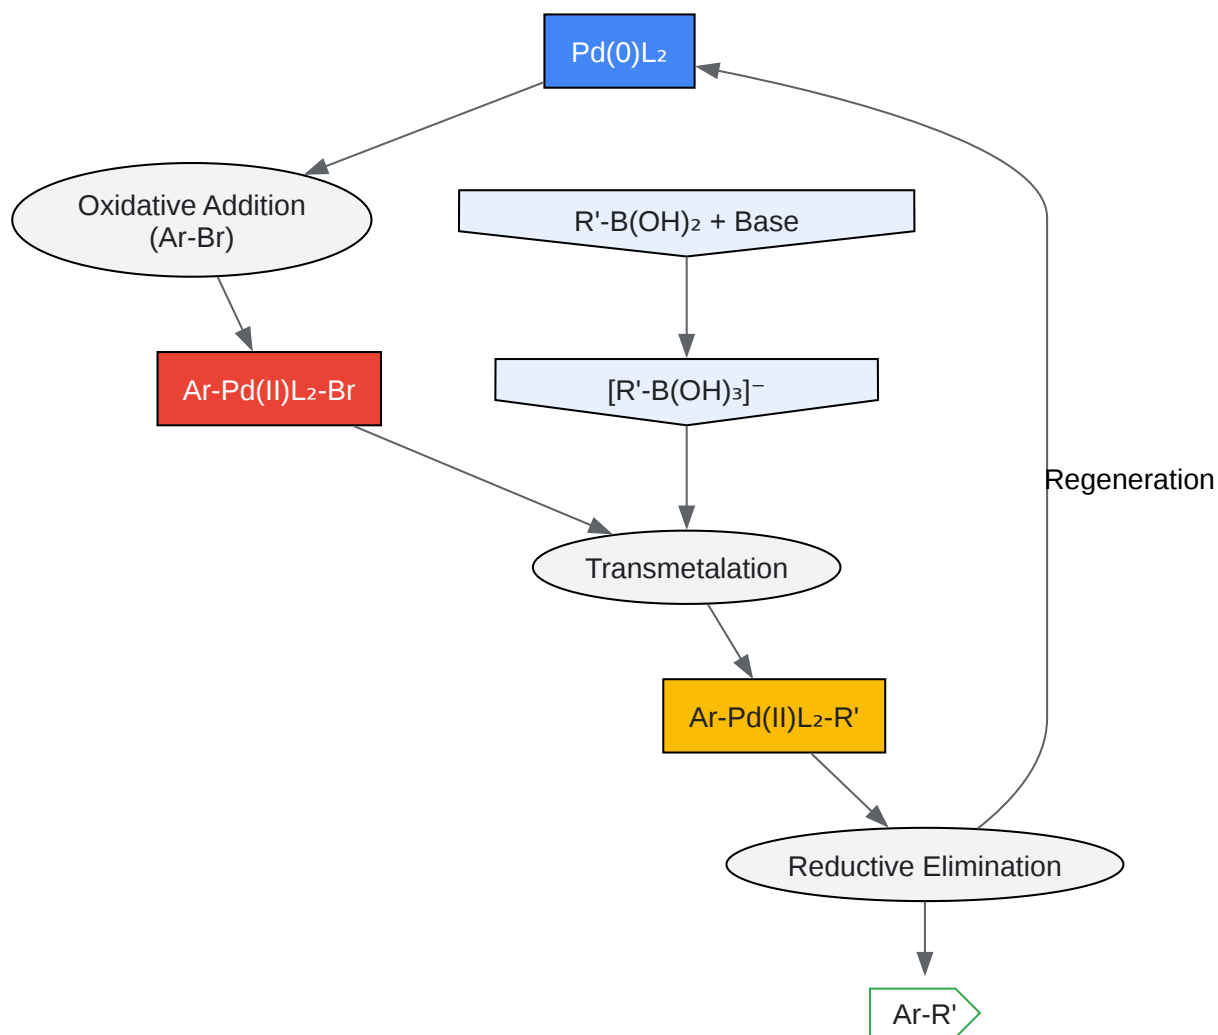 Pd(0)L₂
Oxidative Addition
(Ar-Br)
R'-B(OH)₂ + Base
Ar-Pd(II)L₂-Br
[R'-B(OH)₃]⁻
Regeneration
Transmetalation
Ar-Pd(II)L₂-R'
Reductive Elimination
Ar-R'